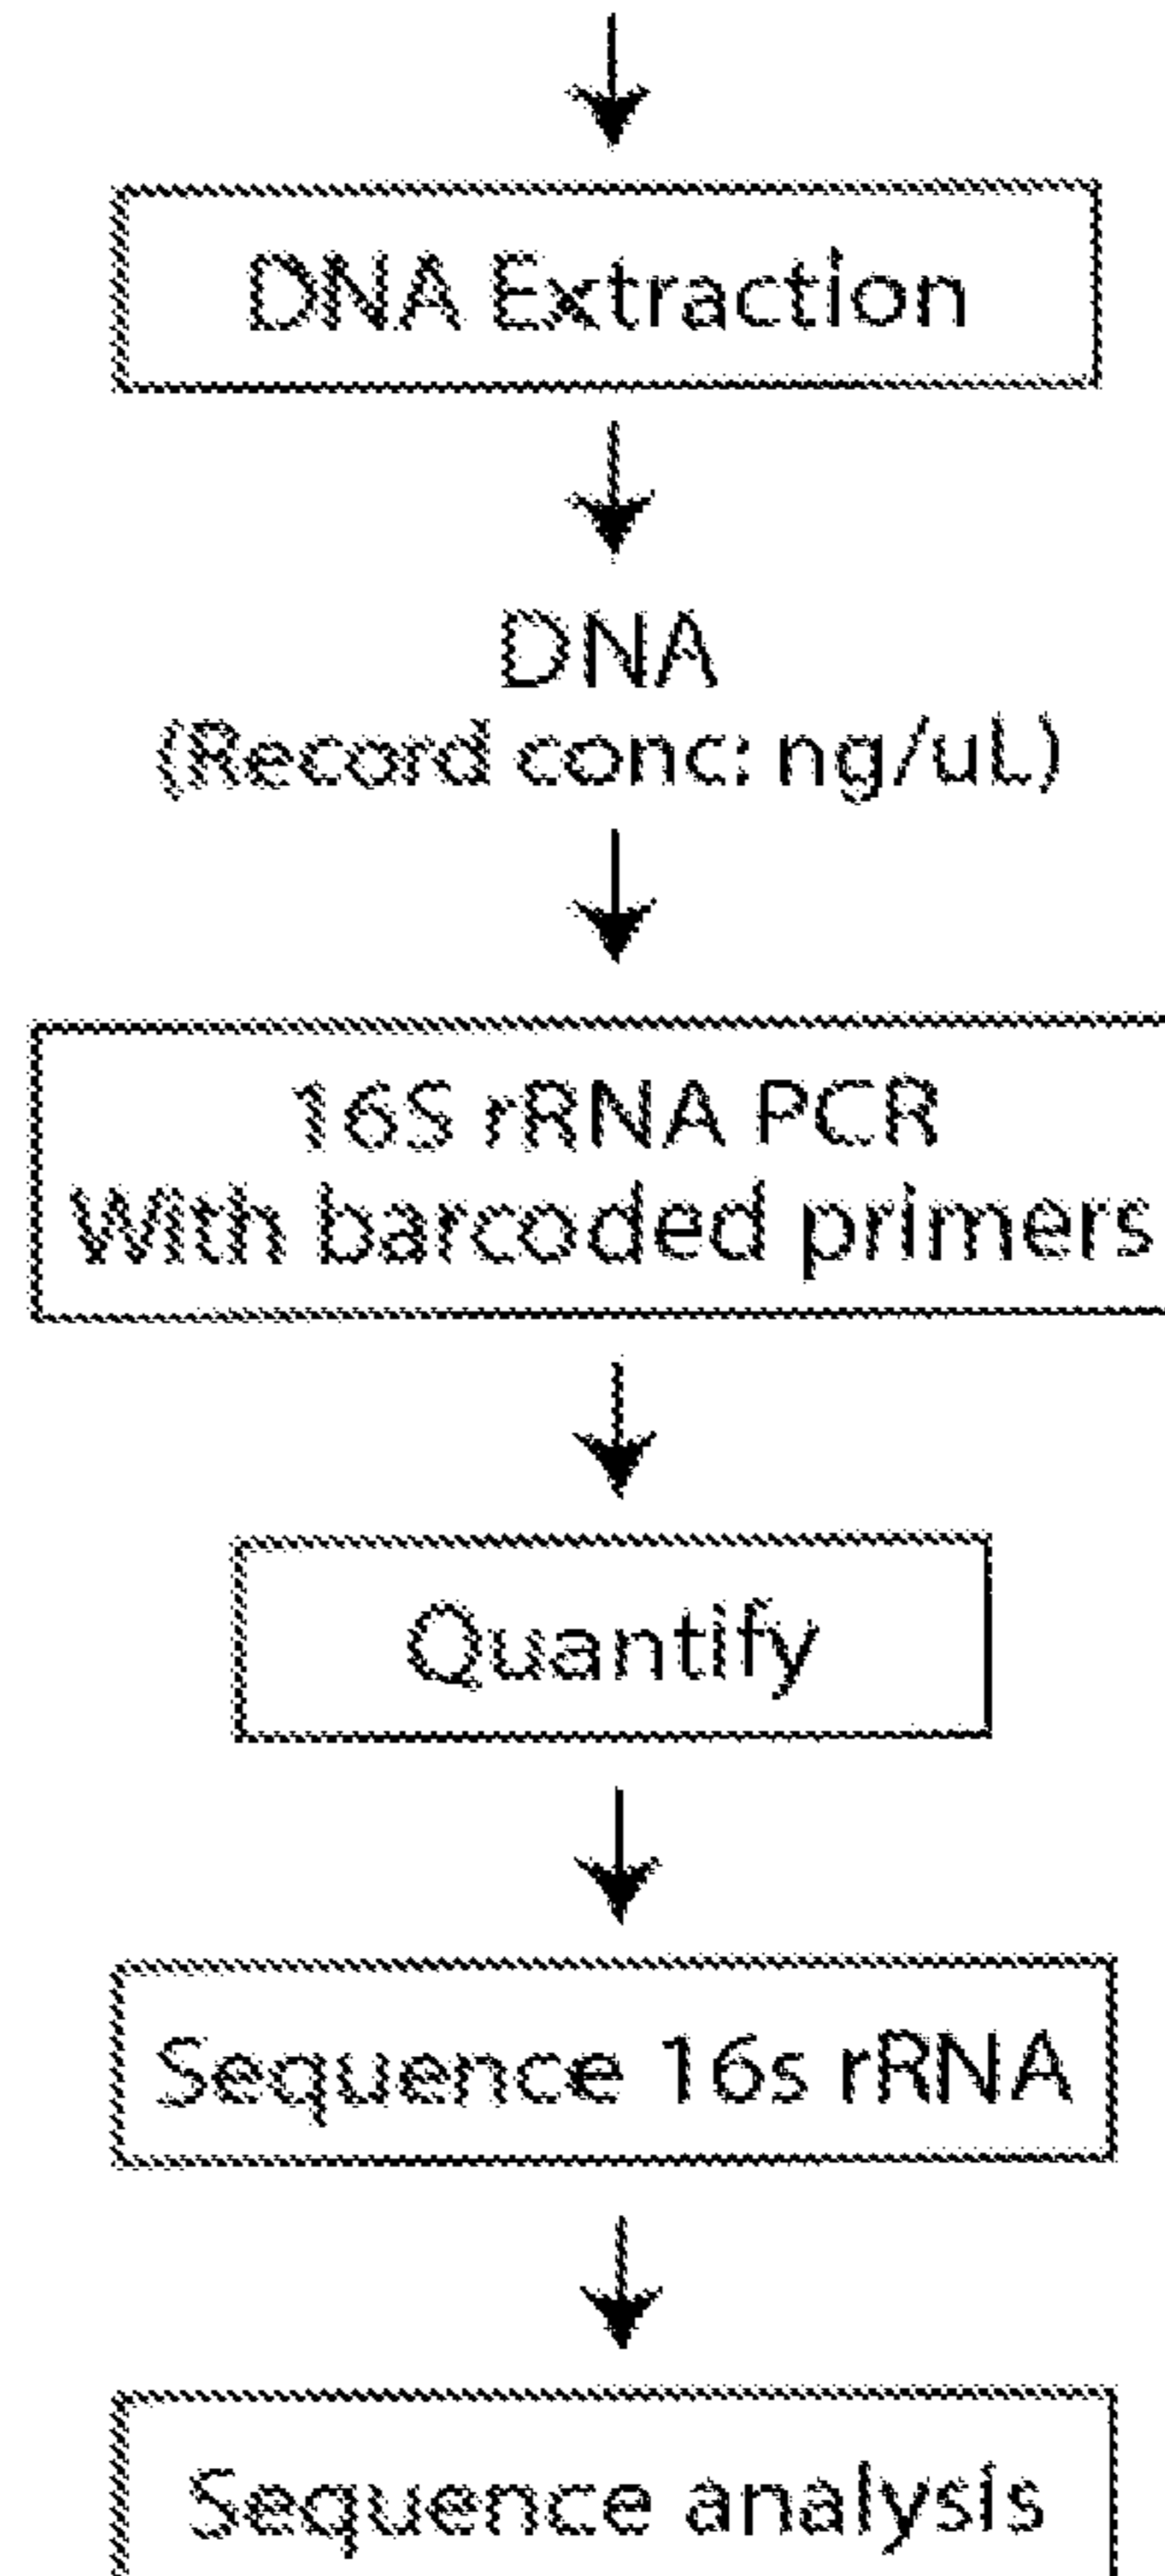 DNA Extraction
DNA
(Record conc: ng/uL)
16S rRNA PCR
With barcoded primers
Quantify
Sequence 16s rRNA
Sequence analysis